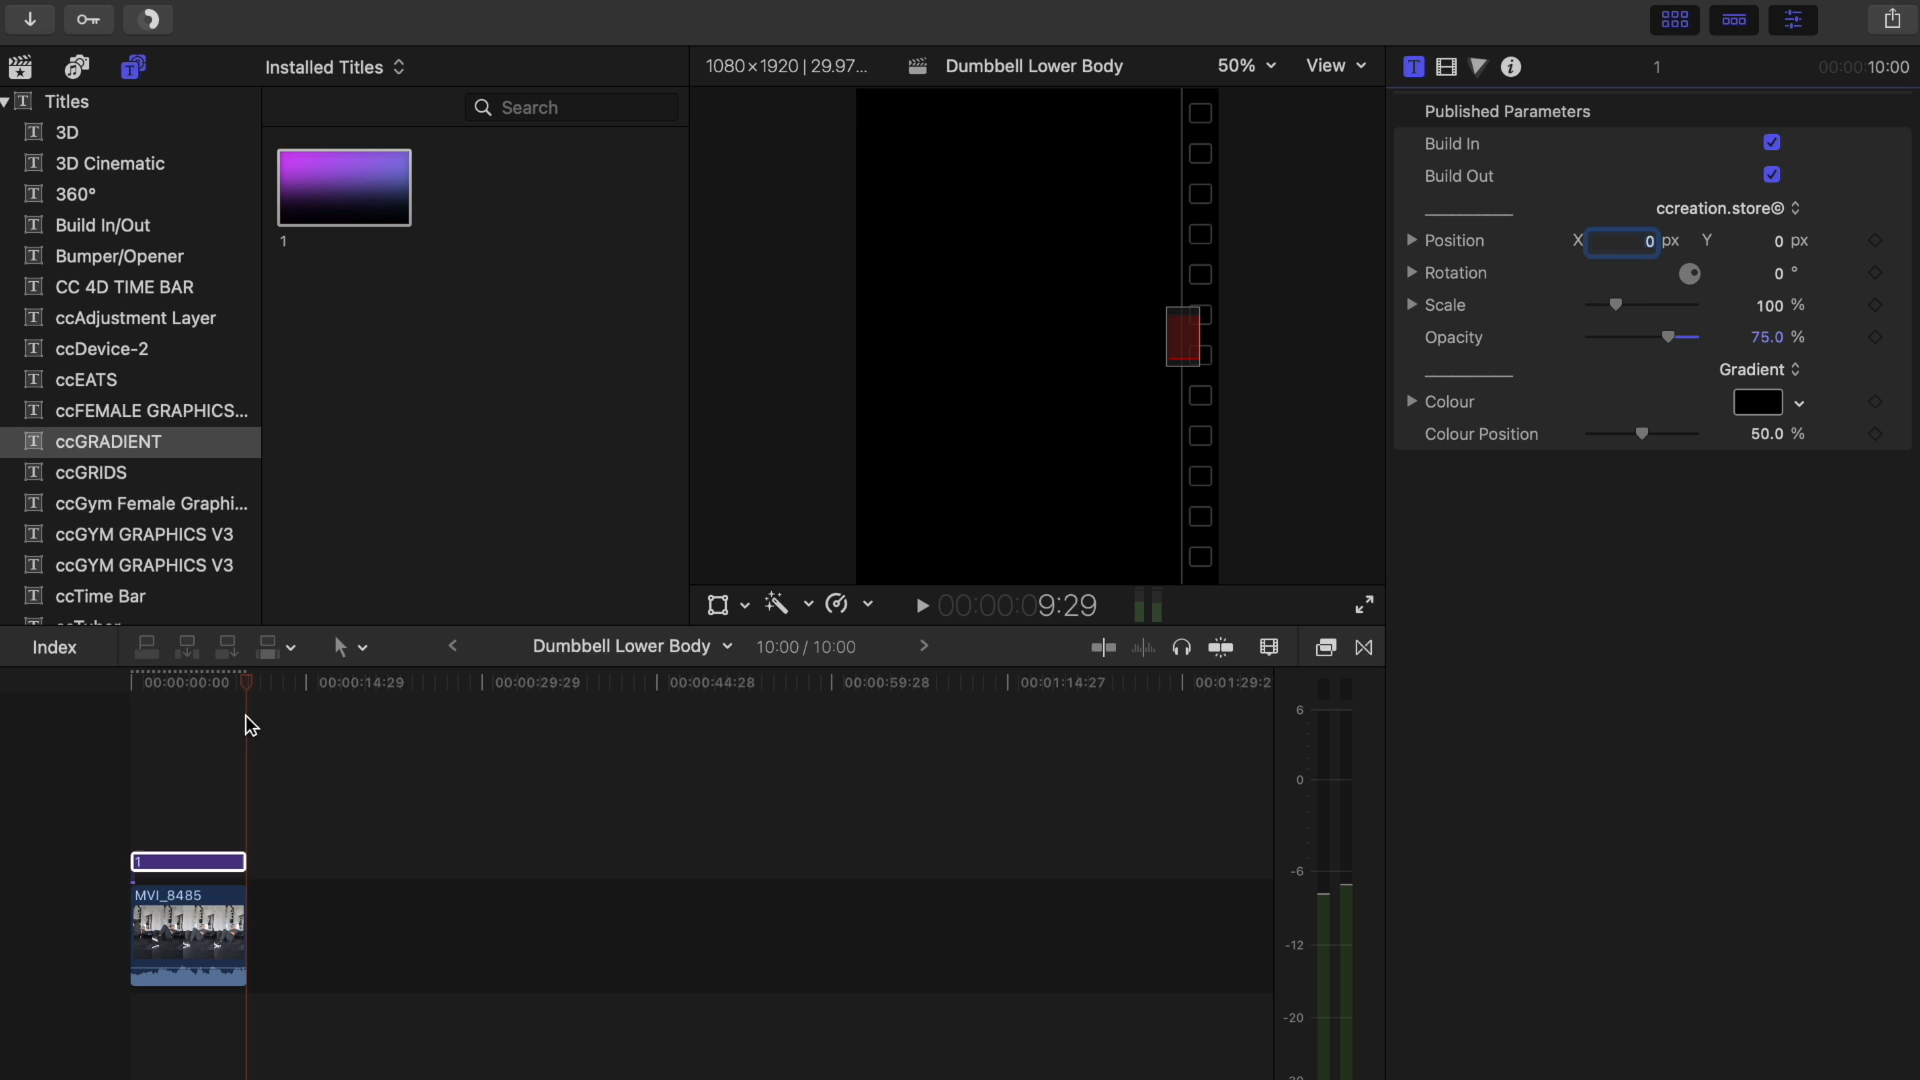 Installed Titles
1080×1920 | 29.97...
Dumbbell Lower Body
50%
View
T
1
00:00:10:00
Titles
3D
3D Cinematic
360°
Build In/Out
Bumper/Opener
CC 4D TIME BAR
ccAdjustment Layer
ccDevice-2
ccEATS
ccFEMALE GRAPHICS...
ccGRADIENT
ccGRIDS
ccGym Female Graphi...
ccGYM GRAPHICS V3
ccGYM GRAPHICS V3
ccTime Bar
Search
1
Published Parameters
Build In
Build Out
ccreation.store©
Position X 0 px Y 0 px
Rotation 0 °
Scale 100 %
Opacity 75.0 %
Gradient
Colour
Colour Position 50.0 %
00:00:09:29
Index
Dumbbell Lower Body
10:00 / 10:00
00:00:00:00
00:00:14:29
00:00:29:29
00:00:44:28
00:00:59:28
00:01:14:27
00:01:29:2
6
0
-6
-12
-20
1
MVI_8485